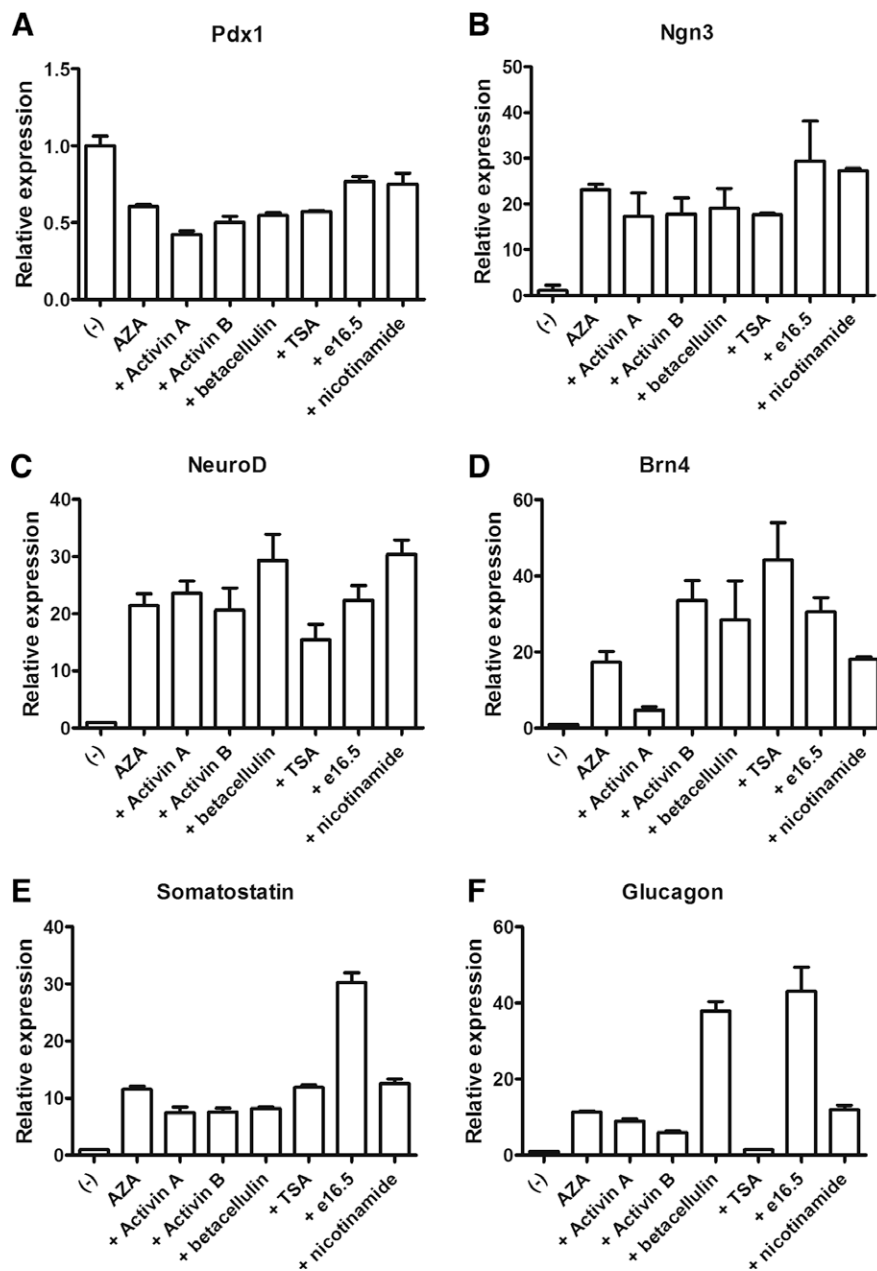 A
Pdx1
Relative expression
1.5
1.0
0.5
0.0
(-)
AZA
+ Activin A
+ Activin B
+ betacellulin
+ TSA
+ e16.5
+ nicotinamide
B
Ngn3
Relative expression
50
40
30
20
10
0
(-)
AZA
+ Activin A
+ Activin B
+ betacellulin
+ TSA
+ e16.5
+ nicotinamide
C
NeuroD
Relative expression
40
30
20
10
0
(-)
AZA
+ Activin A
+ Activin B
+ betacellulin
+ TSA
+ e16.5
+ nicotinamide
D
Brn4
Relative expression
60
40
20
0
(-)
AZA
+ Activin A
+ Activin B
+ betacellulin
+ TSA
+ e16.5
+ nicotinamide
E
Somatostatin
Relative expression
40
30
20
10
0
(-)
AZA
+ Activin A
+ Activin B
+ betacellulin
+ TSA
+ e16.5
+ nicotinamide
F
Glucagon
Relative expression
60
40
20
0
(-)
AZA
+ Activin A
+ Activin B
+ betacellulin
+ TSA
+ e16.5
+ nicotinamide